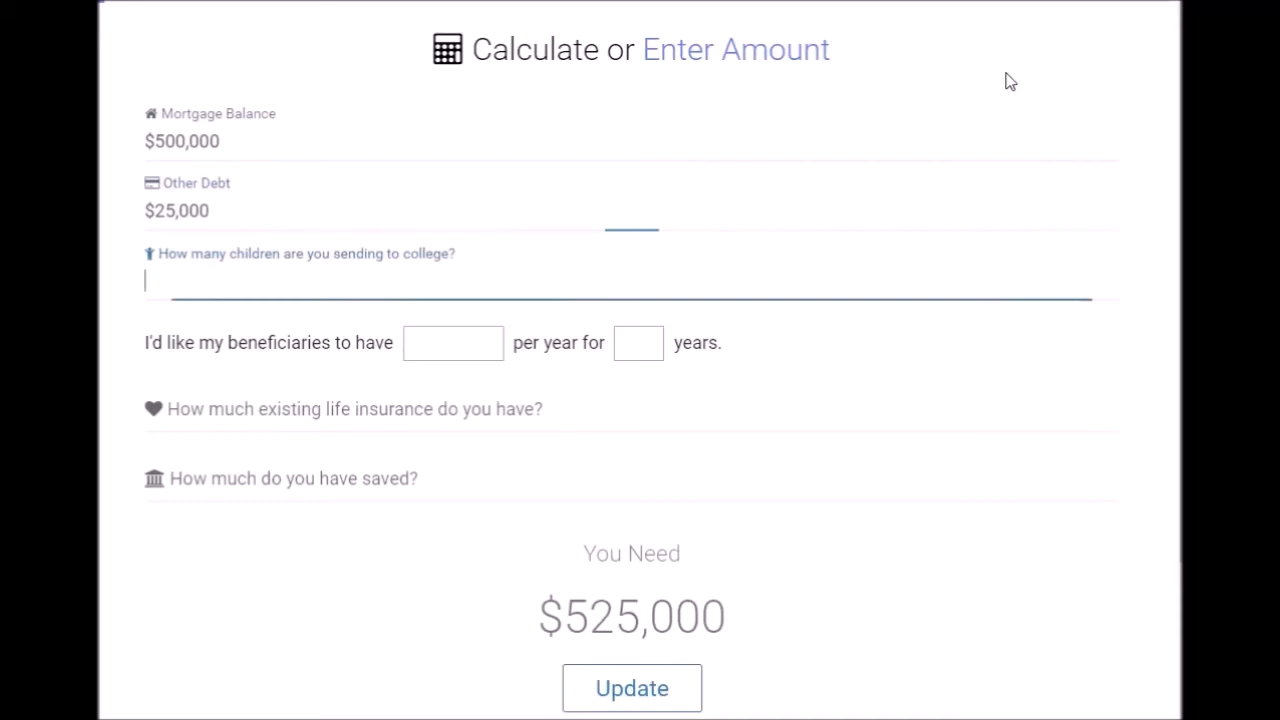 Calculate or Enter Amount
Mortgage Balance
$500,000
Other Debt
$25,000
How many children are you sending to college?
I'd like my beneficiaries to have per year for years.
How much existing life insurance do you have?
How much do you have saved?
You Need
$525,000
Update